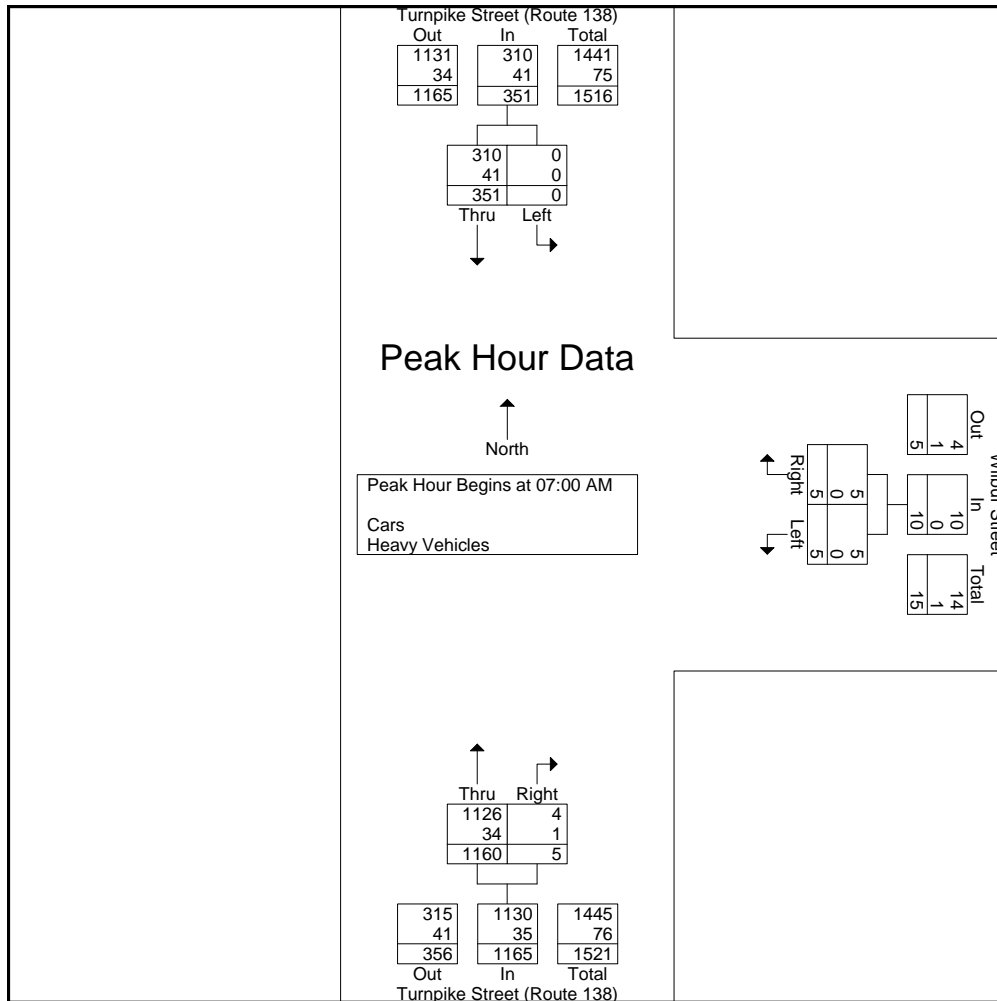 Turnpike Street (Route 138)
Out In Total
1131 310 1441
34 41 75
1165 351 1516
310 0
41 0
351 0
Thru Left
Peak Hour Data
North
Peak Hour Begins at 07:00 AM
Cars
Heavy Vehicles
Wilbur Street
Out In Total
4 10 14
1 0 1
5 10 15
5 5
0 0
5 5
Right Left
Thru Right
1126 4
34 1
1160 5
315 1130 1445
41 35 76
356 1165 1521
Out In Total
Turnpike Street (Route 138)